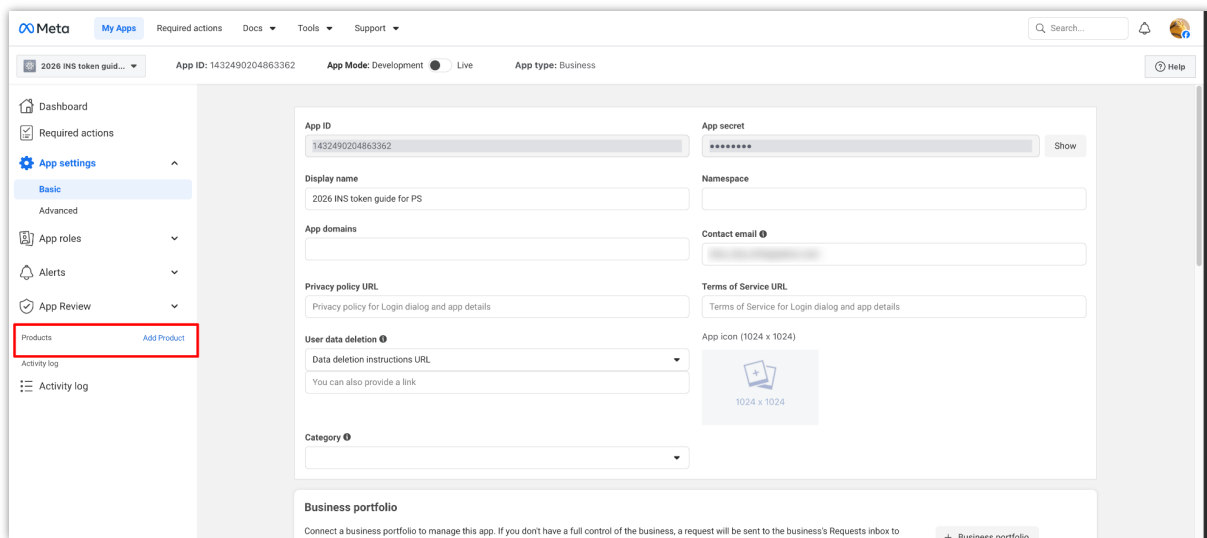 Meta My Apps Required actions Docs Tools Support Search...
2026 INS token guid... App ID: 1432490204863362 App Mode: Development Live App type: Business Help
Dashboard
Required actions
App settings
Basic
Advanced
App roles
Alerts
App Review
Products Add Product
Activity log
Activity log
App ID
1432490204863362
App secret
●●●●●●●●
Show
Display name
2026 INS token guide for PS
Namespace
App domains
Contact email
Privacy policy URL
Privacy policy for Login dialog and app details
Terms of Service URL
Terms of Service for Login dialog and app details
User data deletion
Data deletion instructions URL
You can also provide a link
App icon (1024 x 1024)
1024 x 1024
Category
Business portfolio
Connect a business portfolio to manage this app. If you don't have a full control of the business, a request will be sent to the business's Requests inbox to
+ Business portfolio